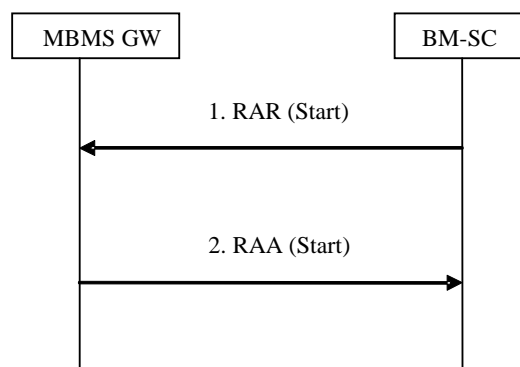 MBMS GW
BM-SC
1. RAR (Start)
2. RAA (Start)